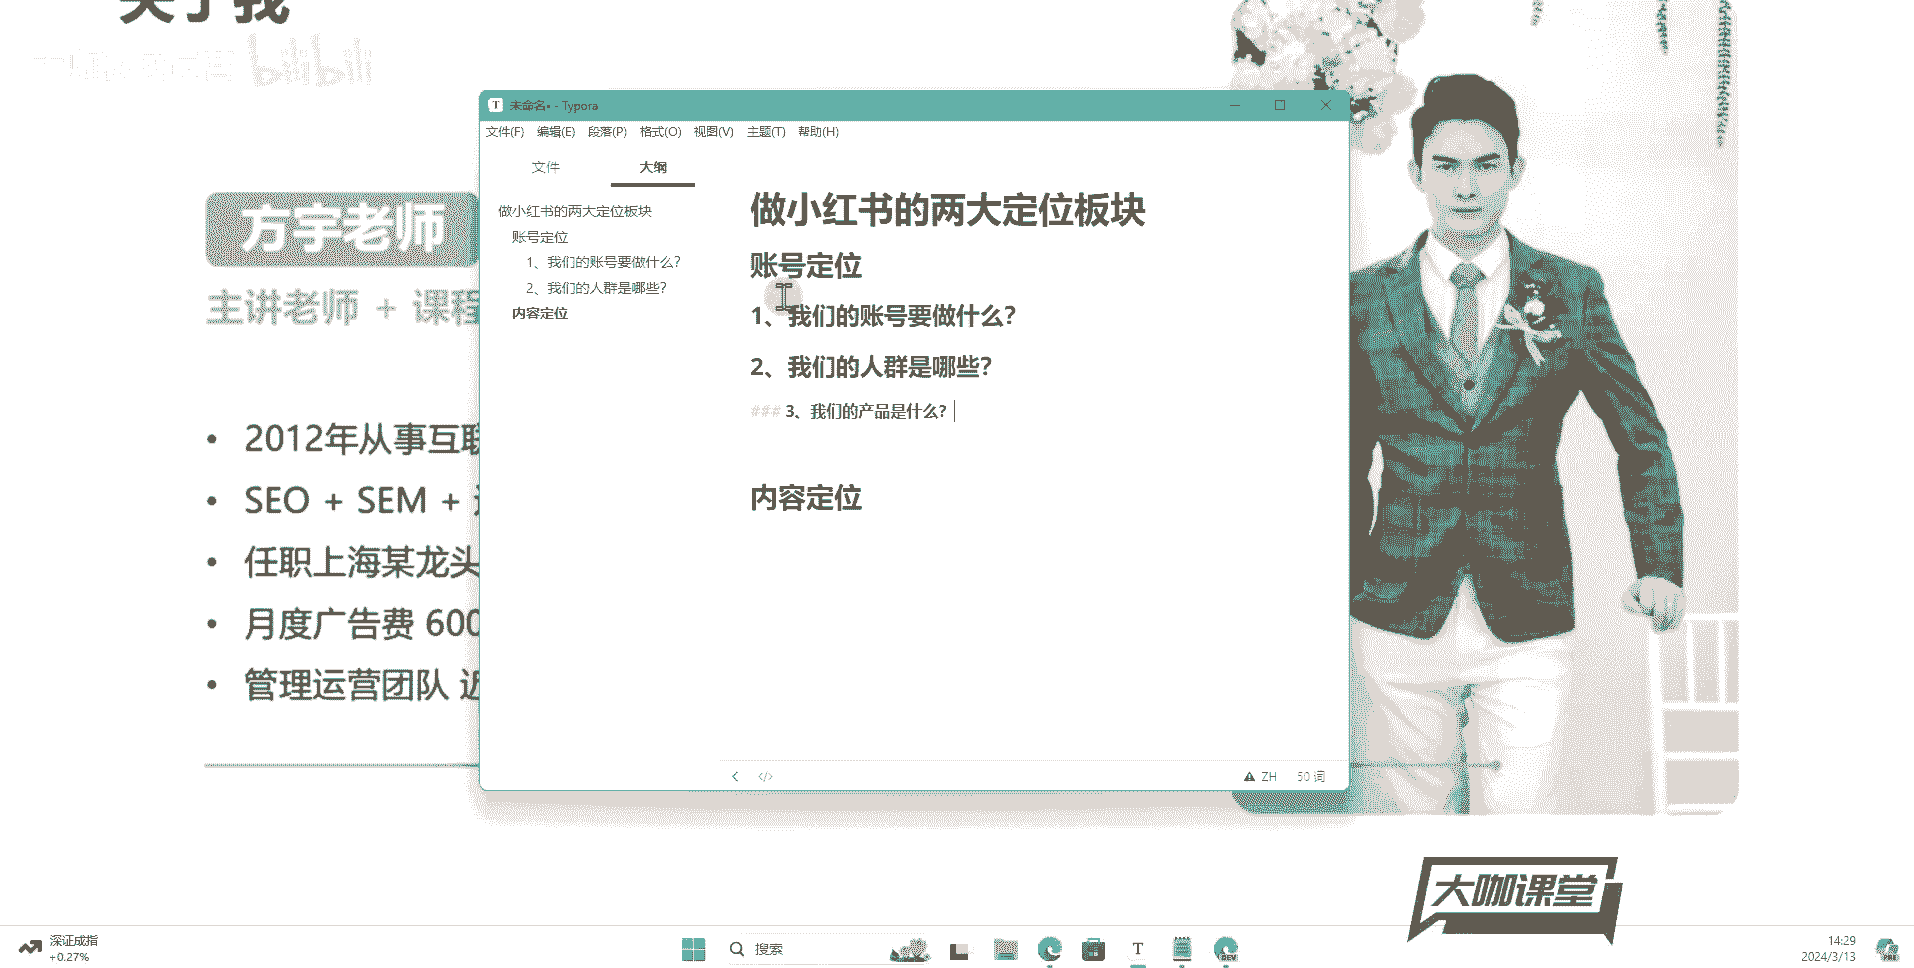 关于我
bilibili
方宇老师
主讲老师 + 课程
2012年从事互联
SEO + SEM +
任职上海某龙头
月度广告费 600
管理运营团队 近
未命名• - Typora
文件(F) 编辑(E) 段落(P) 格式(O) 视图(V) 主题(T) 帮助(H)
文件 大纲
做小红书的两大定位板块
账号定位
1、我们的账号要做什么？
2、我们的人群是哪些？
内容定位
做小红书的两大定位板块
账号定位
1、我们的账号要做什么？
2、我们的人群是哪些？
### 3、我们的产品是什么？
内容定位
ZH 50 词
大咖课堂
深证成指
+0.27%
搜索
T
DEV
14:29
2024/3/13
PRE